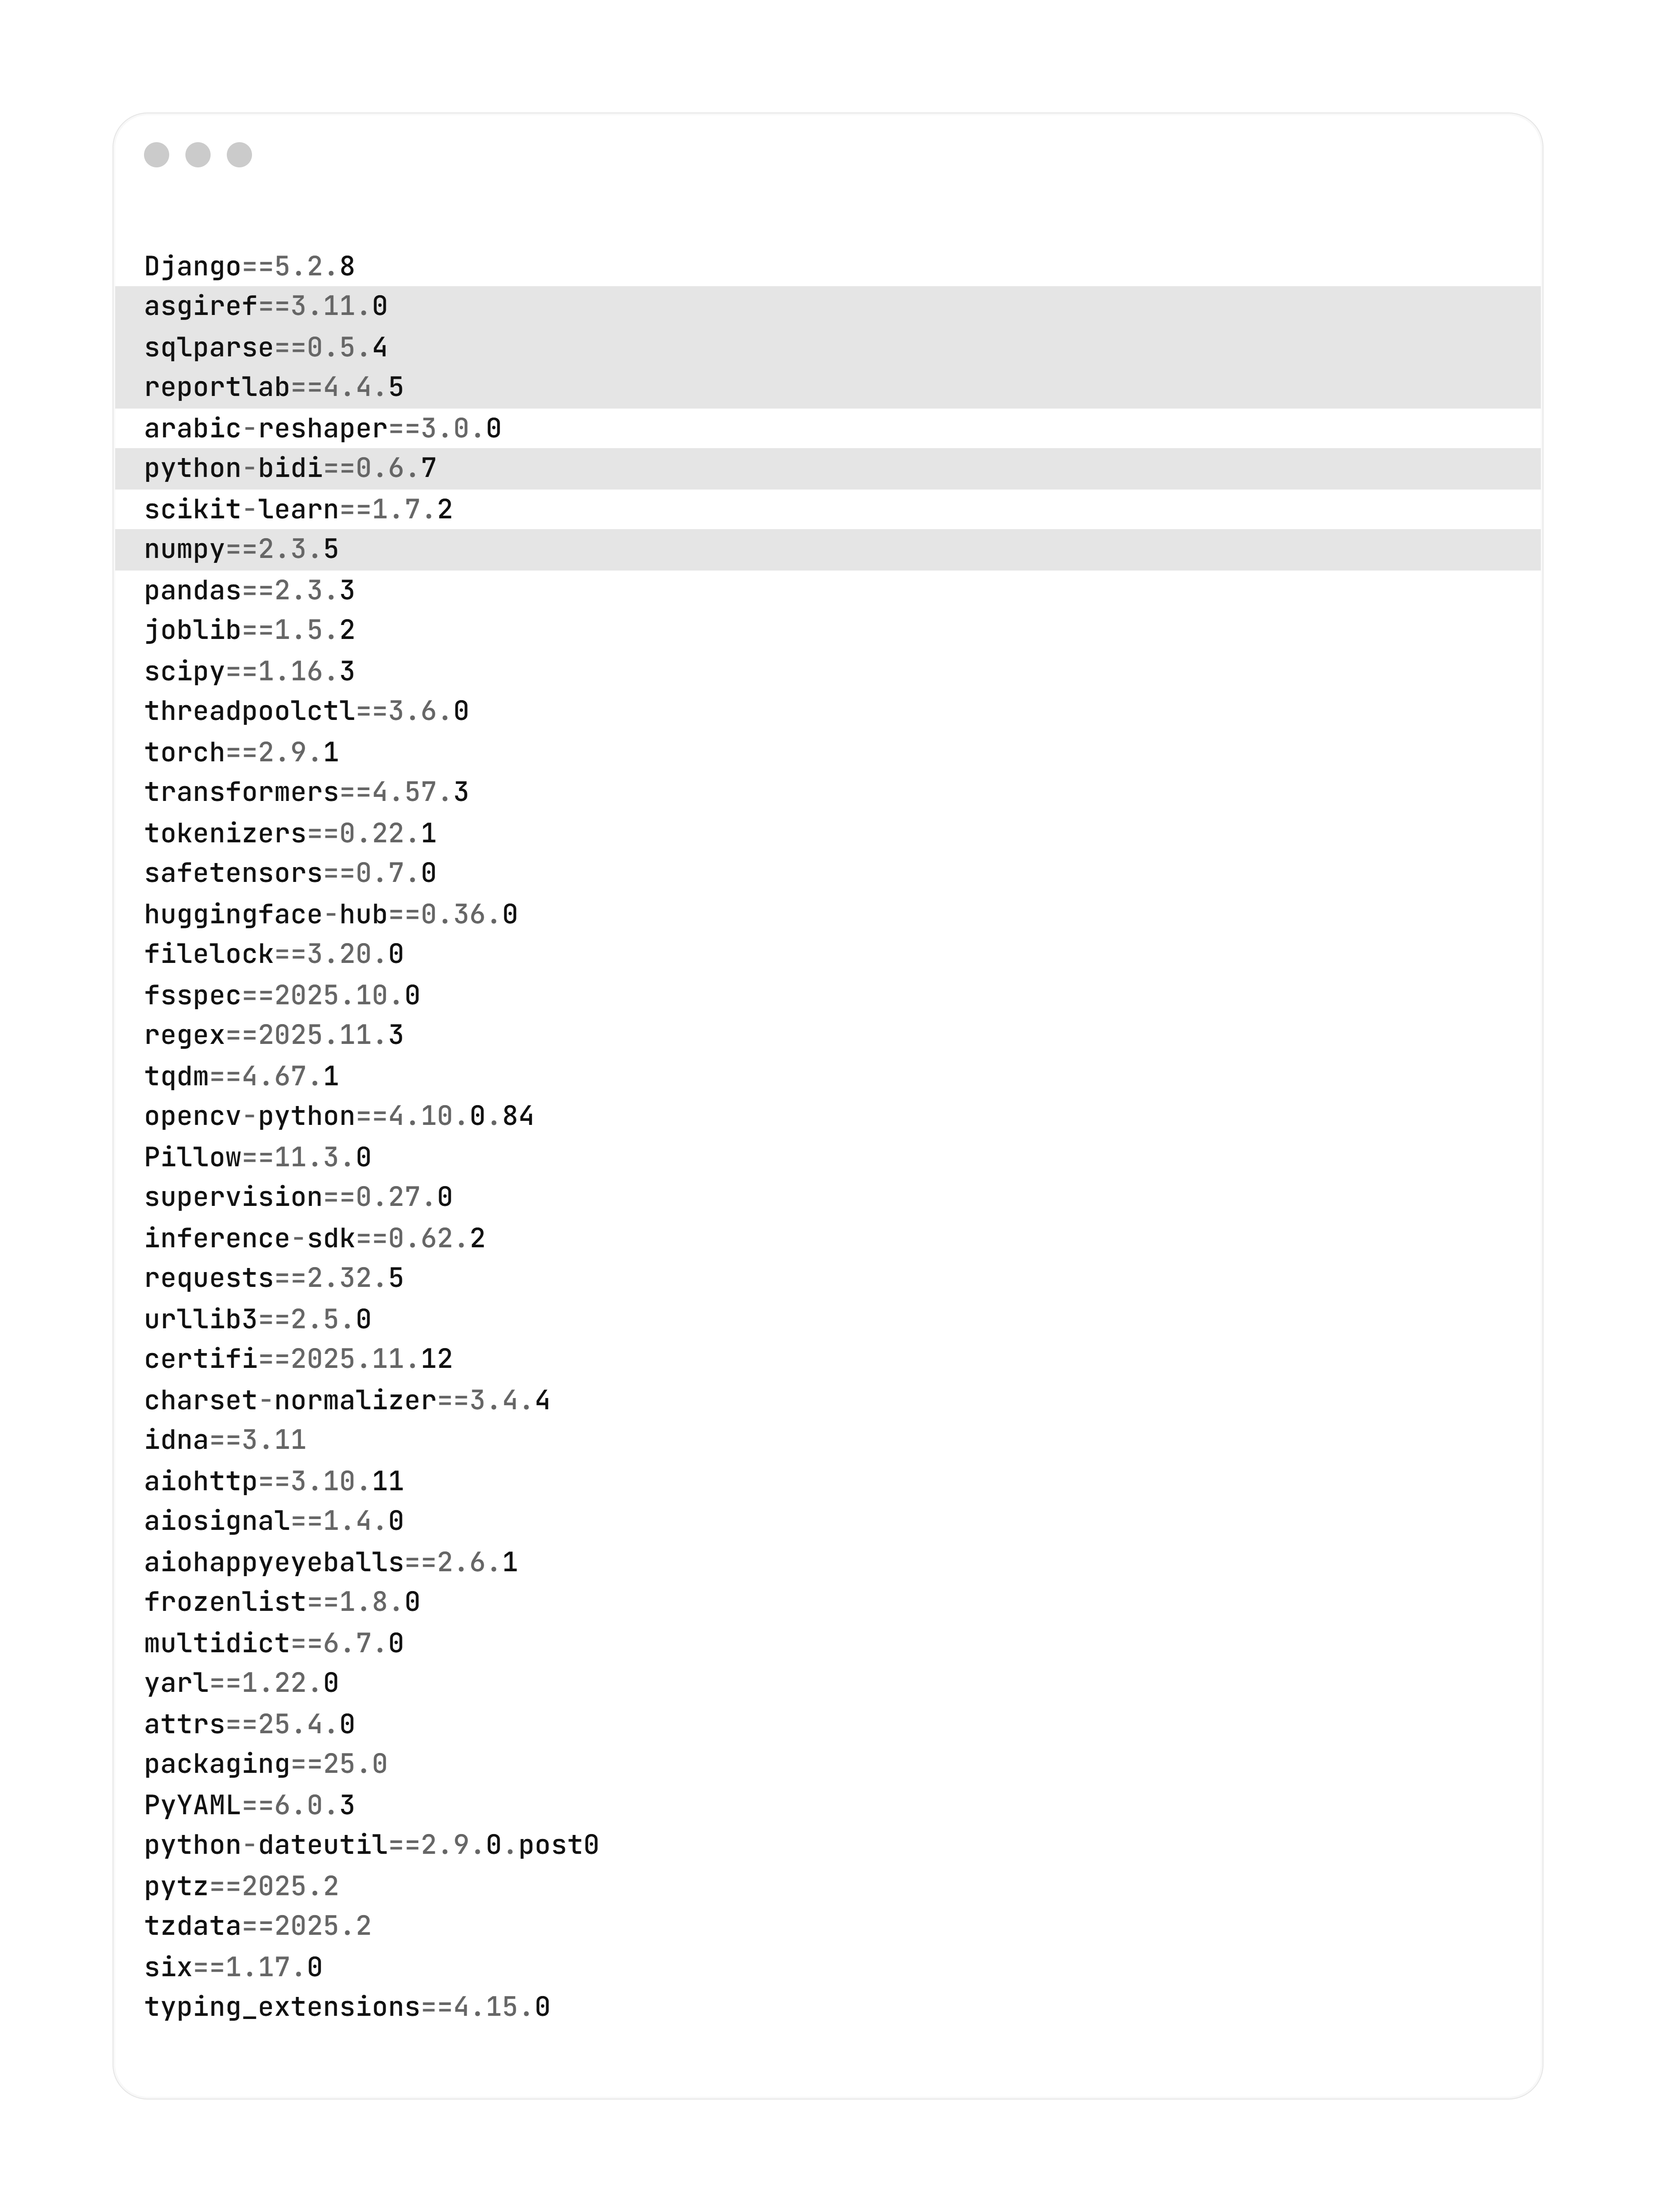 Django==5.2.8
asgiref==3.11.0
sqlparse==0.5.4
reportlab==4.4.5
arabic-reshaper==3.0.0
python-bidi==0.6.7
scikit-learn==1.7.2
numpy==2.3.5
pandas==2.3.3
joblib==1.5.2
scipy==1.16.3
threadpoolctl==3.6.0
torch==2.9.1
transformers==4.57.3
tokenizers==0.22.1
safetensors==0.7.0
huggingface-hub==0.36.0
filelock==3.20.0
fsspec==2025.10.0
regex==2025.11.3
tqdm==4.67.1
opencv-python==4.10.0.84
Pillow==11.3.0
supervision==0.27.0
inference-sdk==0.62.2
requests==2.32.5
urllib3==2.5.0
certifi==2025.11.12
charset-normalizer==3.4.4
idna==3.11
aiohttp==3.10.11
aiosignal==1.4.0
aiohappyeyeballs==2.6.1
frozenlist==1.8.0
multidict==6.7.0
yarl==1.22.0
attrs==25.4.0
packaging==25.0
PyYAML==6.0.3
python-dateutil==2.9.0.post0
pytz==2025.2
tzdata==2025.2
six==1.17.0
typing_extensions==4.15.0